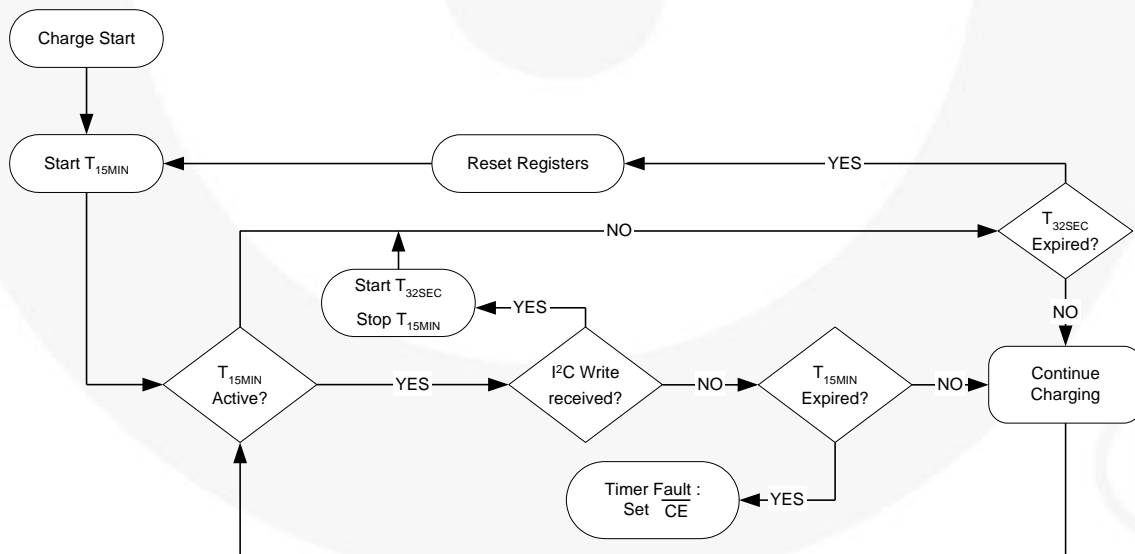 Charge Start
Start T15MIN
Reset Registers
YES
T32SEC
Expired?
NO
Start T32SEC
Stop T15MIN
YES
NO
T15MIN
Active?
YES
I²C Write
received?
NO
T15MIN
Expired?
NO
Continue
Charging
Timer Fault :
Set C̅E̅
YES